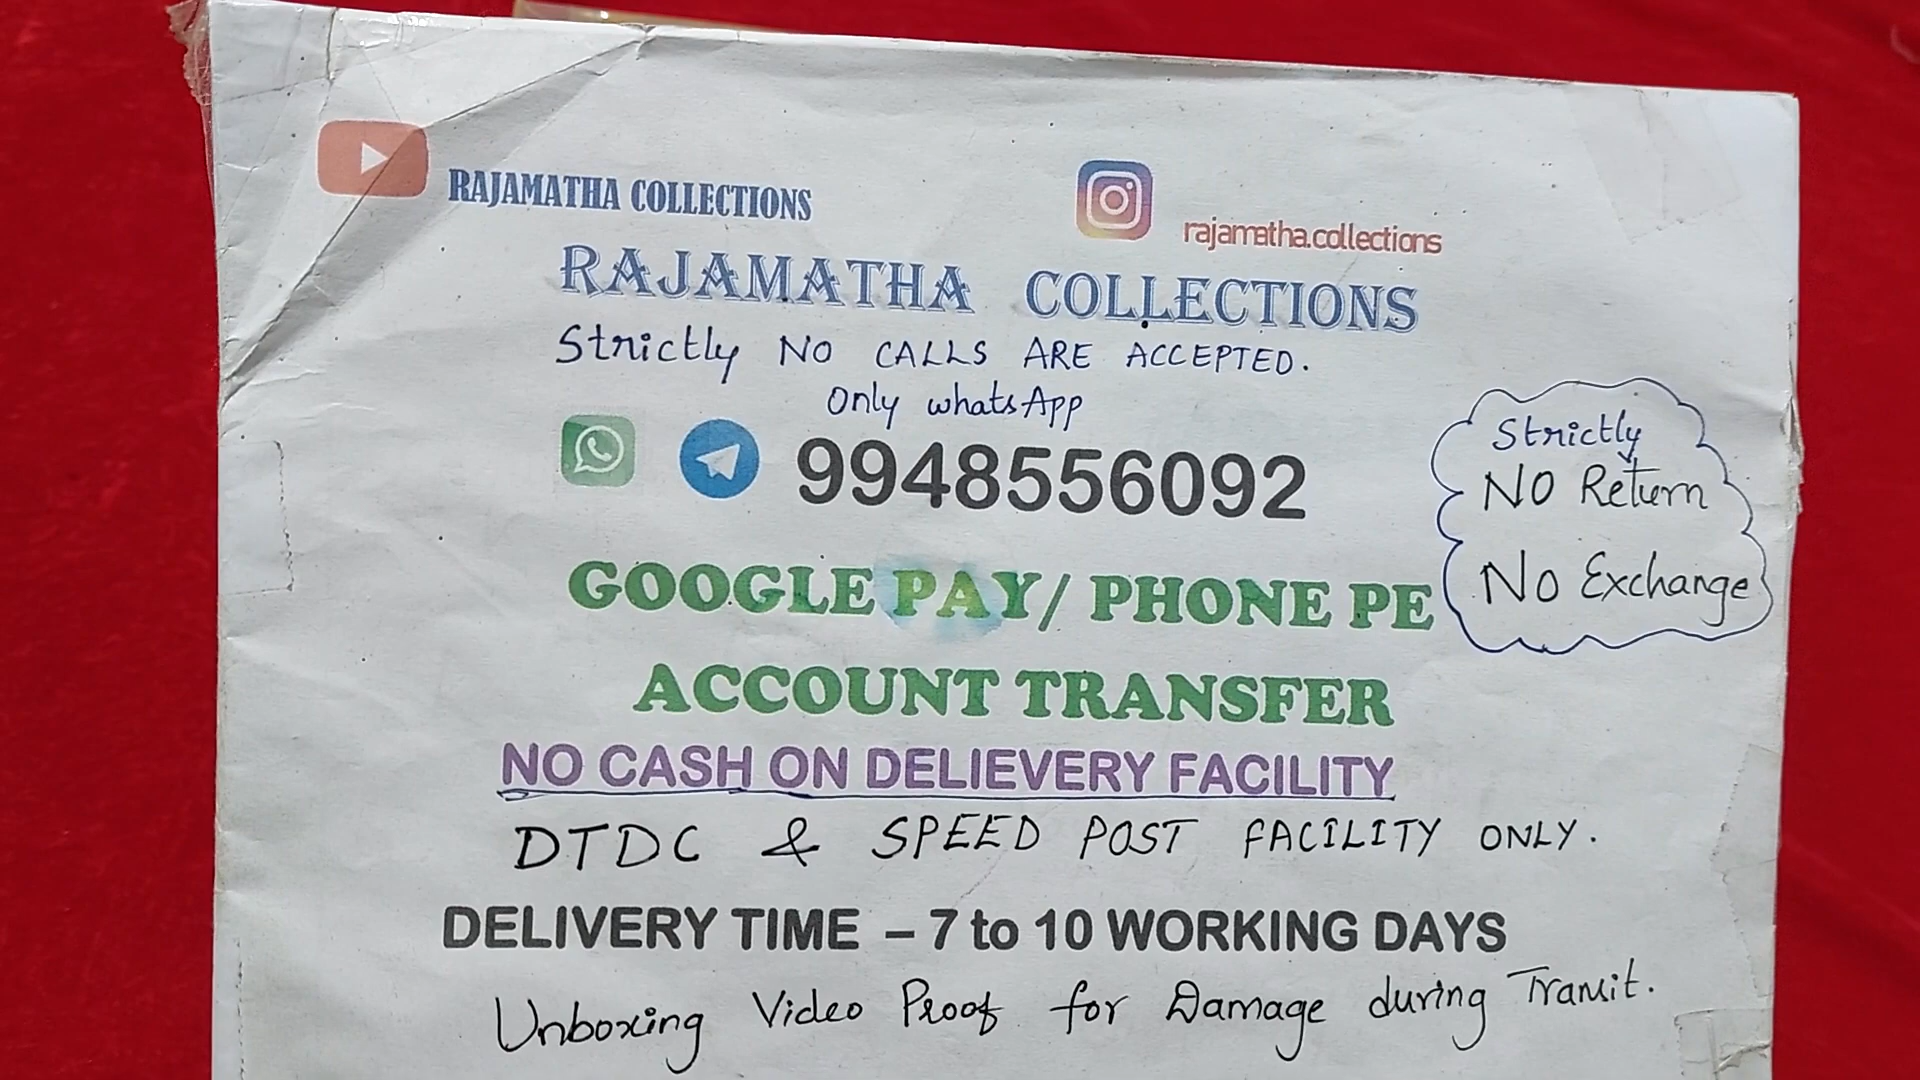 RAJAMATHA COLLECTIONS
rajamatha.collections
RAJAMATHA COLLECTIONS
Strictly NO CALLS ARE ACCEPTED.
Only whatsApp
9948556092
Strictly
NO Return
No Exchange
GOOGLE PAY/ PHONE PE
ACCOUNT TRANSFER
NO CASH ON DELIEVERY FACILITY
DTDC & SPEED POST FACILITY ONLY.
DELIVERY TIME – 7 to 10 WORKING DAYS
Unboxing Video Proof for Damage during Transit.